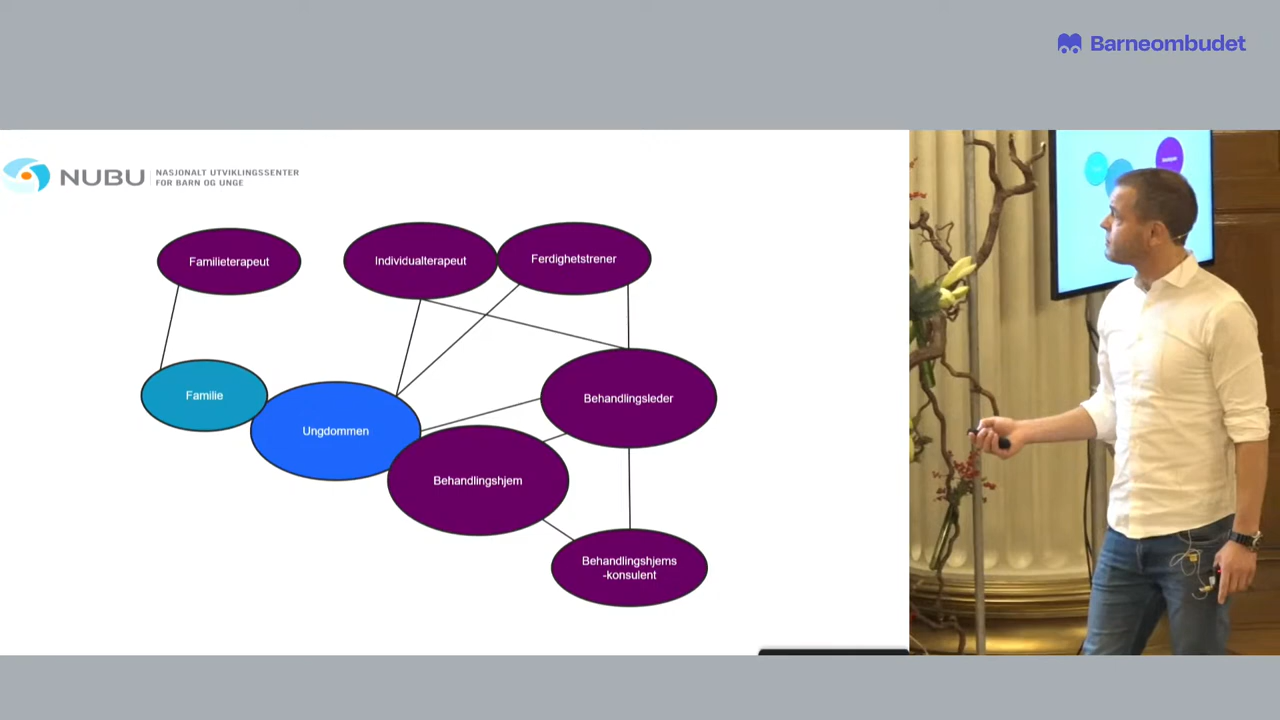 Barneombudet
NUBU
NASJONALT UTVIKLINGSSENTER
FOR BARN OG UNGE
Familieterapeut
Individualterapeut
Ferdighetstrener
Familie
Ungdommen
Behandlingsleder
Behandlingshjem
Behandlingshjems
-konsulent